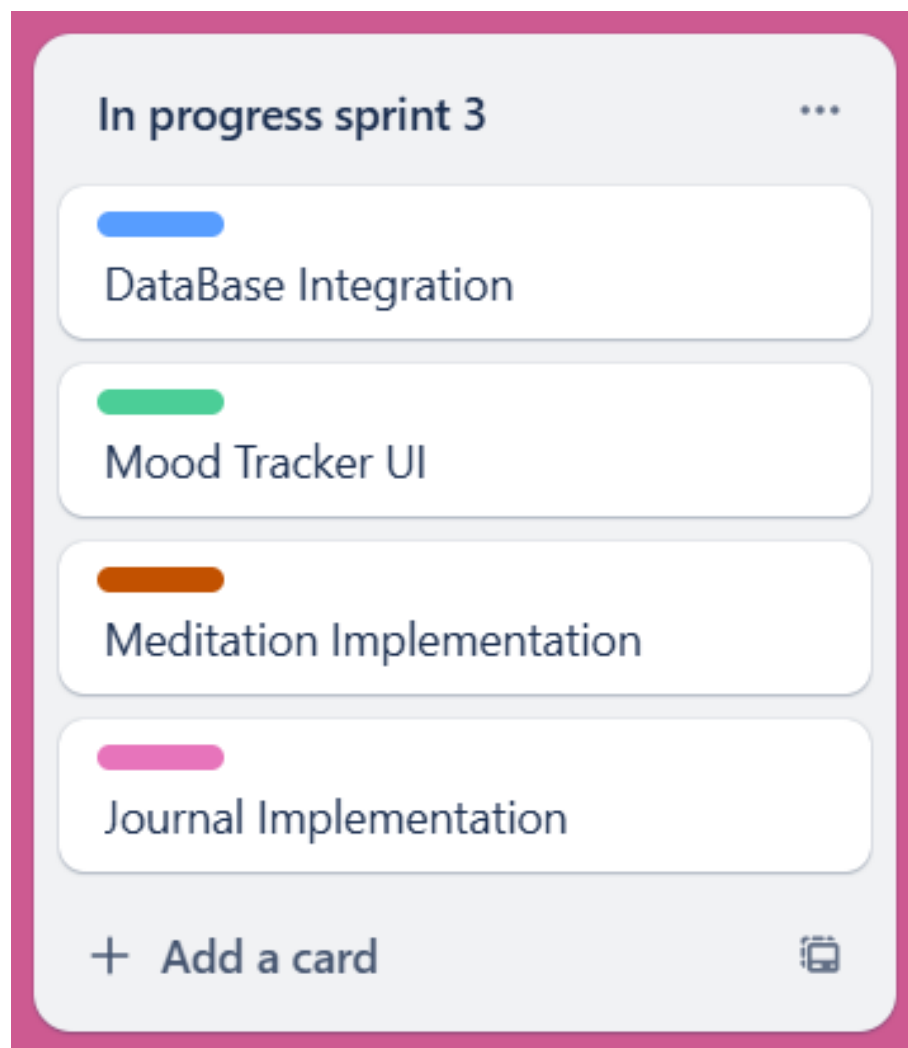 In progress sprint 3
DataBase Integration
Mood Tracker UI
Meditation Implementation
Journal Implementation
Add a card